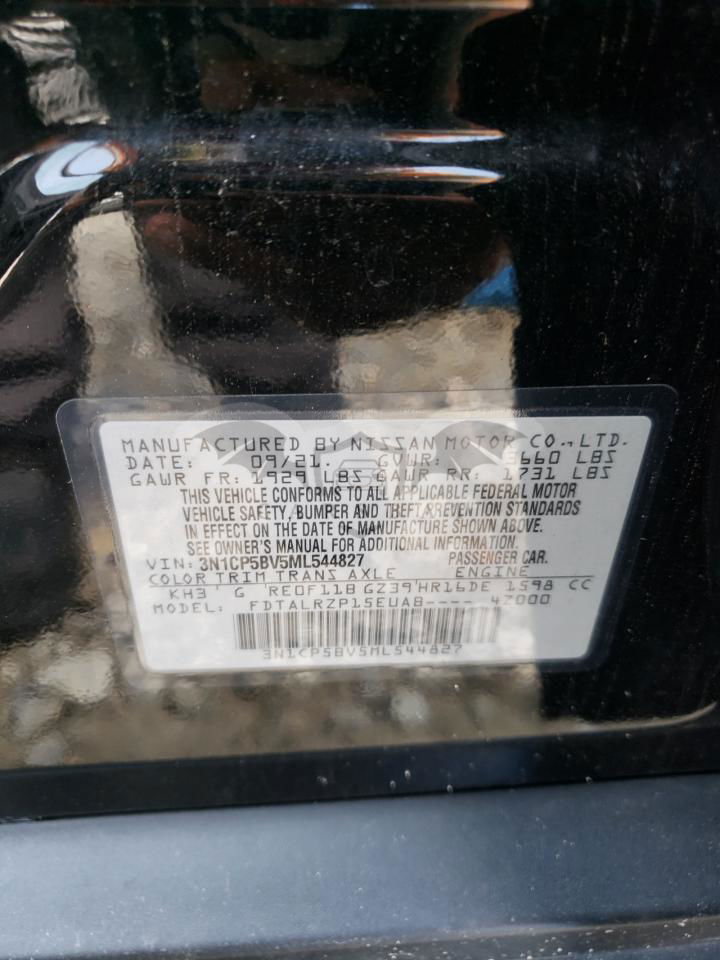 MANUFACTURED BY NISSAN MOTOR CO.,LTD.
DATE: 09/21. GVWR: 3660 LBS
GAWR FR: 1929 LBS GAWR RR: 1731 LBS
THIS VEHICLE CONFORMS TO ALL APPLICABLE FEDERAL MOTOR
VEHICLE SAFETY, BUMPER AND THEFT PREVENTION STANDARDS
IN EFFECT ON THE DATE OF MANUFACTURE SHOWN ABOVE.
SEE OWNER'S MANUAL FOR ADDITIONAL INFORMATION.
VIN: 3N1CP5BV5ML544827 PASSENGER CAR.
COLOR TRIM TRANS AXLE ENGINE
KH3 G RE0F11B GZ39 HR16DE 1598 CC
MODEL: FDTALRZP15EUAB---- 4Z000
3N1CP5BV5ML544827